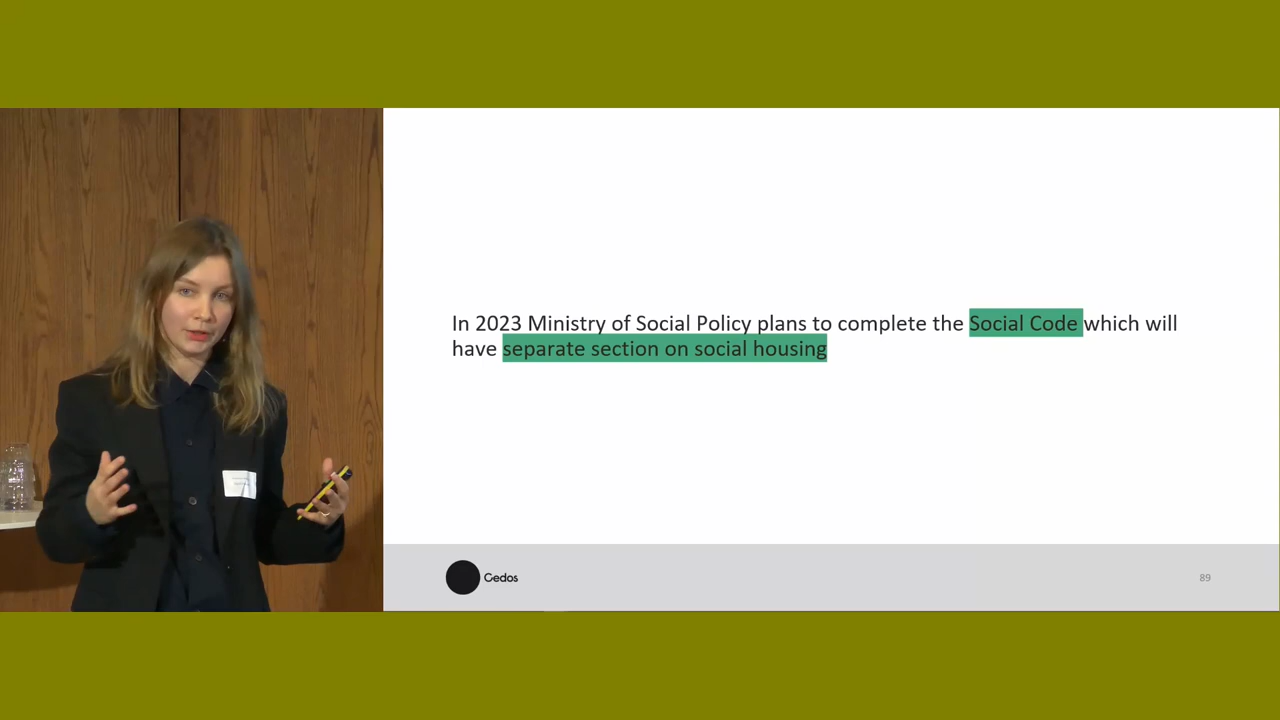 In 2023 Ministry of Social Policy plans to complete the Social Code which will
have separate section on social housing
Cedos
89